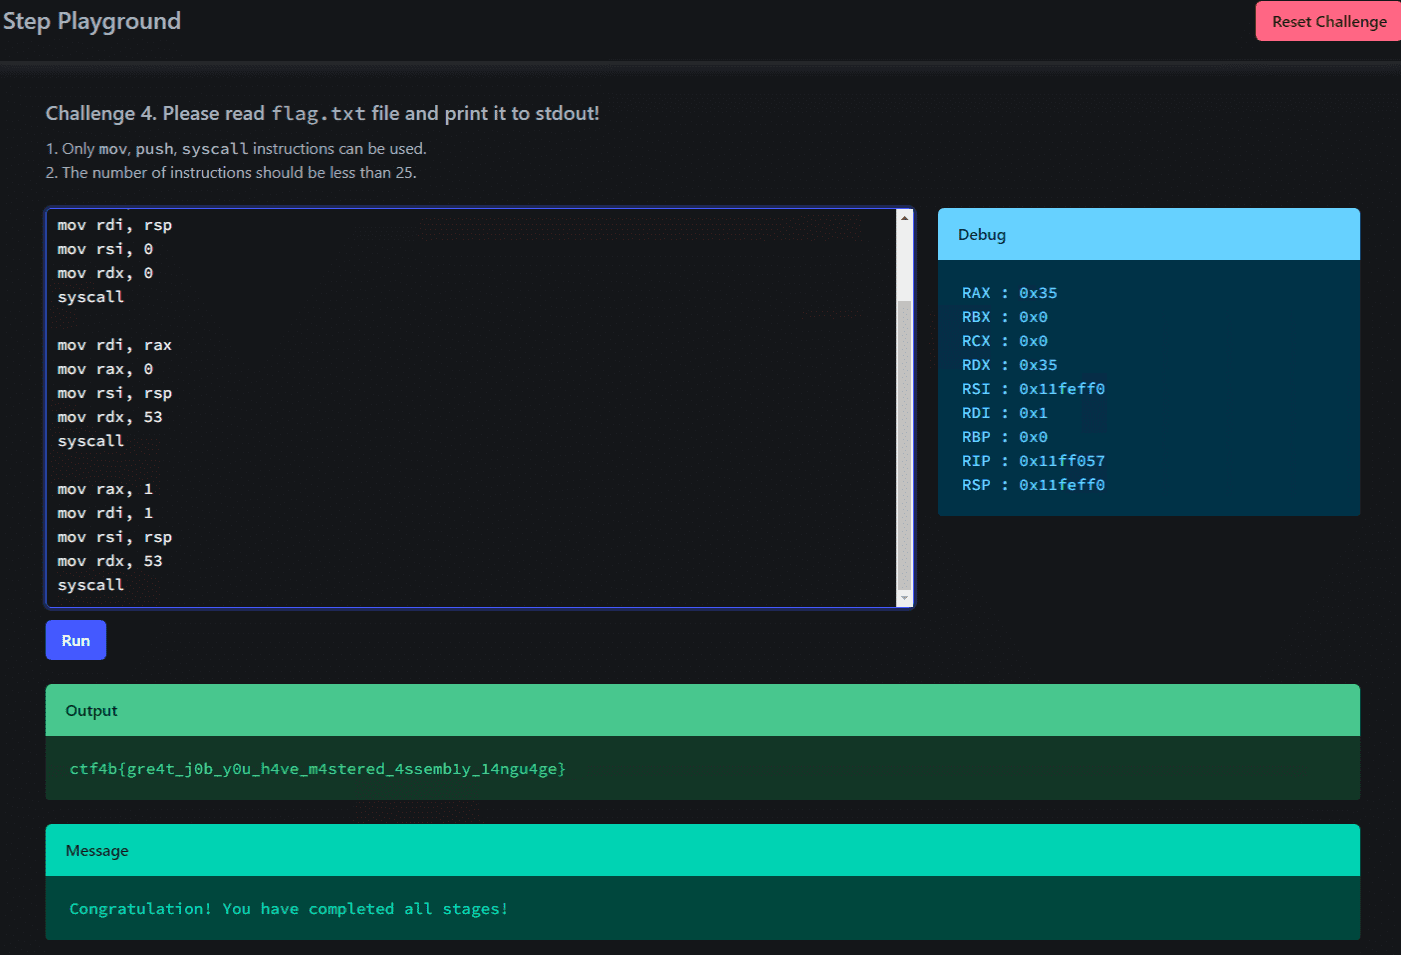 Step Playground
Reset Challenge
Challenge 4. Please read flag.txt file and print it to stdout!
1. Only mov, push, syscall instructions can be used.
2. The number of instructions should be less than 25.
mov rdi, rsp
mov rsi, 0
mov rdx, 0
syscall
mov rdi, rax
mov rax, 0
mov rsi, rsp
mov rdx, 53
syscall
mov rax, 1
mov rdi, 1
mov rsi, rsp
mov rdx, 53
syscall
Debug
RAX : 0x35
RBX : 0x0
RCX : 0x0
RDX : 0x35
RSI : 0x11feff0
RDI : 0x1
RBP : 0x0
RIP : 0x11ff057
RSP : 0x11feff0
Run
Output
ctf4b{gre4t_j0b_y0u_h4ve_m4stered_4ssemb1y_14ngu4ge}
Message
Congratulation! You have completed all stages!